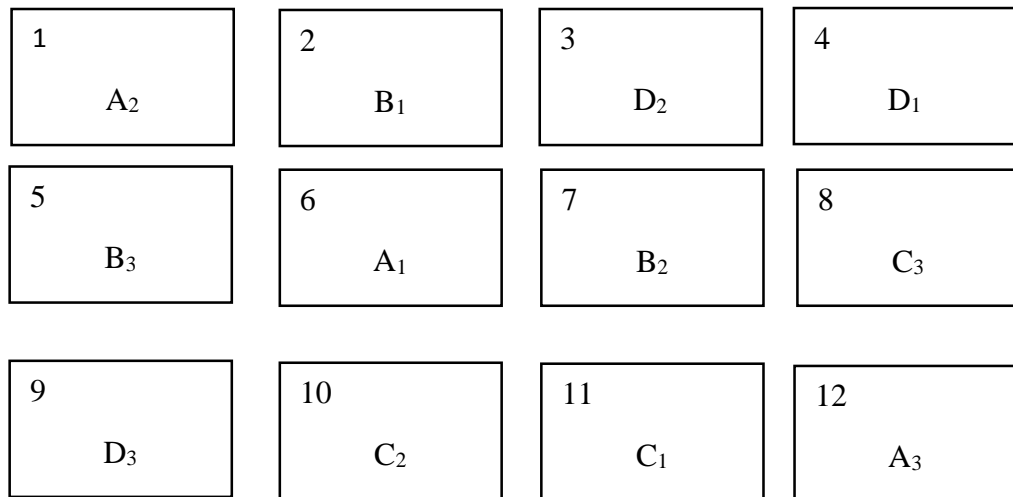 1 2 3 4
A₂ B₁ D₂ D₁
5 6 7 8
B₃ A₁ B₂ C₃
9 10 11 12
D₃ C₂ C₁ A₃